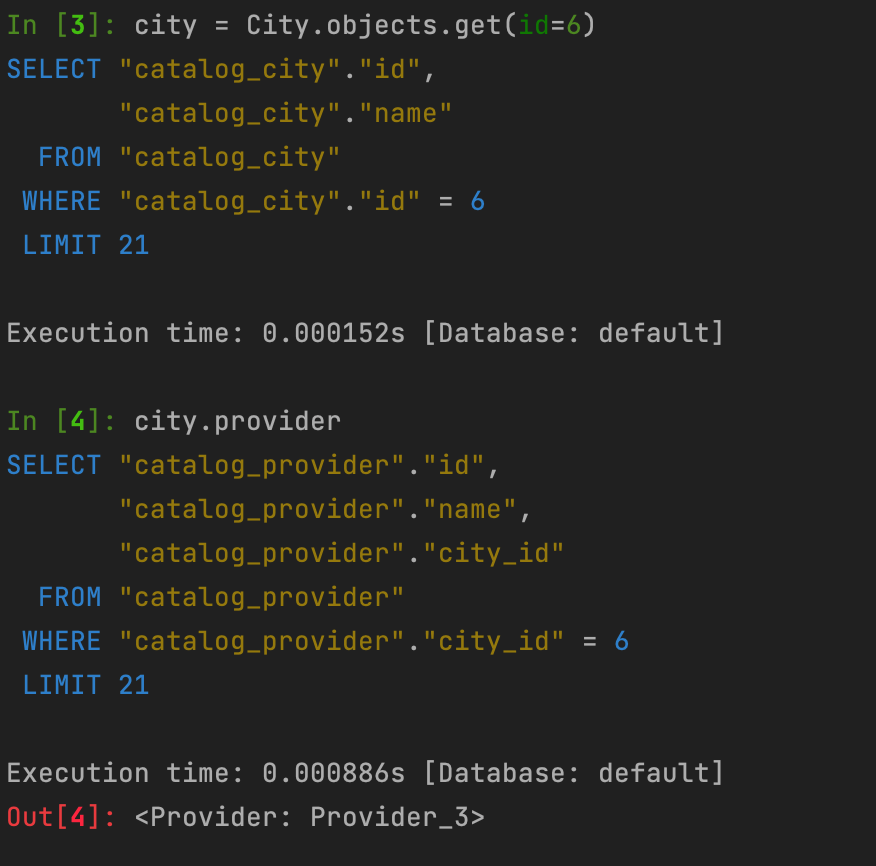 In [3]: city = City.objects.get(id=6)
SELECT "catalog_city"."id",
       "catalog_city"."name"
  FROM "catalog_city"
 WHERE "catalog_city"."id" = 6
 LIMIT 21

Execution time: 0.000152s [Database: default]

In [4]: city.provider
SELECT "catalog_provider"."id",
       "catalog_provider"."name",
       "catalog_provider"."city_id"
  FROM "catalog_provider"
 WHERE "catalog_provider"."city_id" = 6
 LIMIT 21

Execution time: 0.000886s [Database: default]
Out[4]: <Provider: Provider_3>